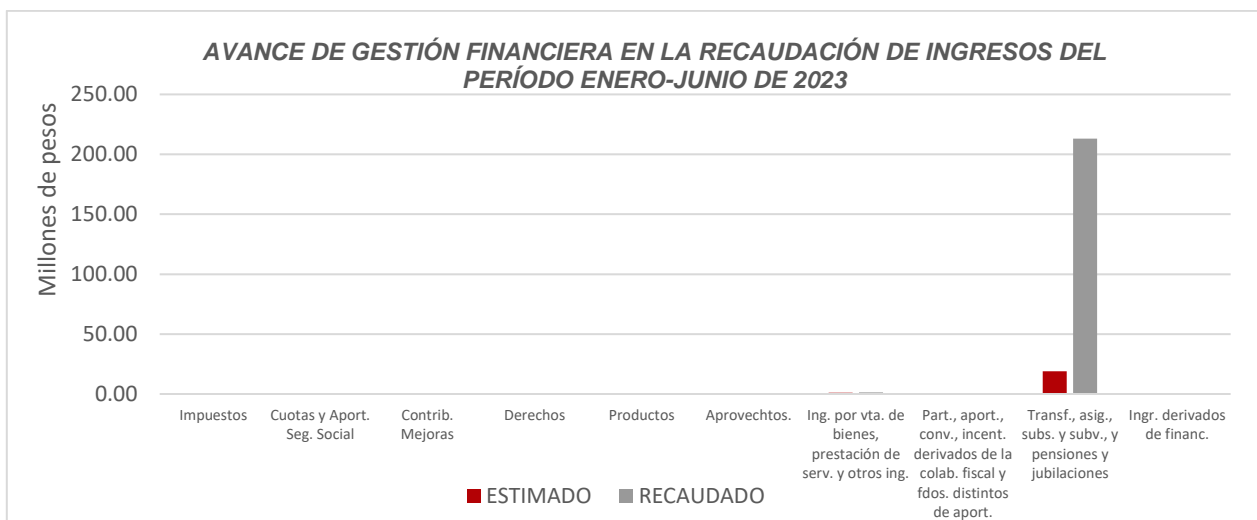 AVANCE DE GESTIÓN FINANCIERA EN LA RECAUDACIÓN DE INGRESOS DEL
PERÍODO ENERO-JUNIO DE 2023
Millones de pesos
250.00
200.00
150.00
100.00
50.00
0.00
Impuestos
Cuotas y Aport.
Seg. Social
Contrib.
Mejoras
Derechos
Productos
Aprovechtos.
Ing. por vta. de
bienes,
prestación de
serv. y otros ing.
Part., aport.,
conv., incent.
derivados de la
colab. fiscal y
fdos. distintos
de aport.
Transf., asig.,
subs. y subv., y
pensiones y
jubilaciones
Ingr. derivados
de financ.
ESTIMADO
RECAUDADO